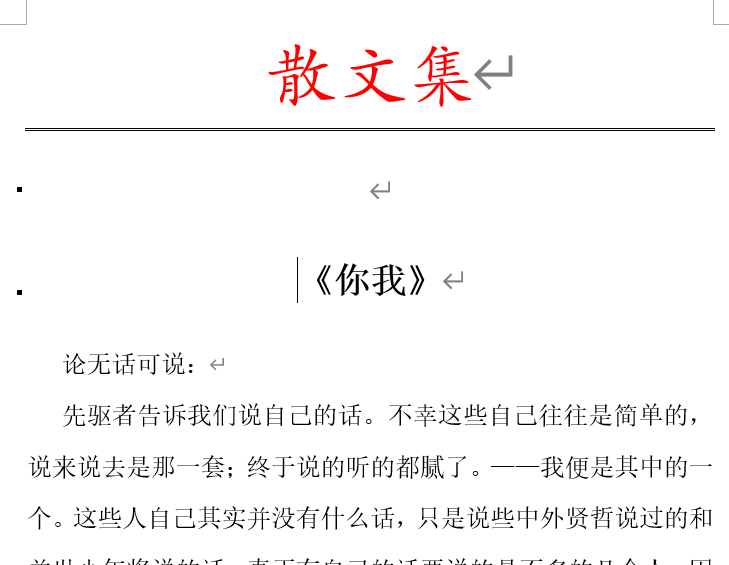 散文集
《你我》
论无话可说：
先驱者告诉我们说自己的话。不幸这些自己往往是简单的，
说来说去是那一套；终于说的听的都腻了。——我便是其中的一
个。这些人自己其实并没有什么话，只是说些中外贤哲说过的和